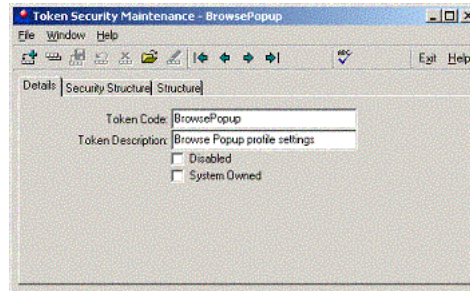 Token Security Maintenance - BrowsePopup
File Window Help
ABC
Exit Help
Details Security Structure Structure
Token Code: BrowsePopup
Token Description: Browse Popup profile settings
Disabled
System Owned